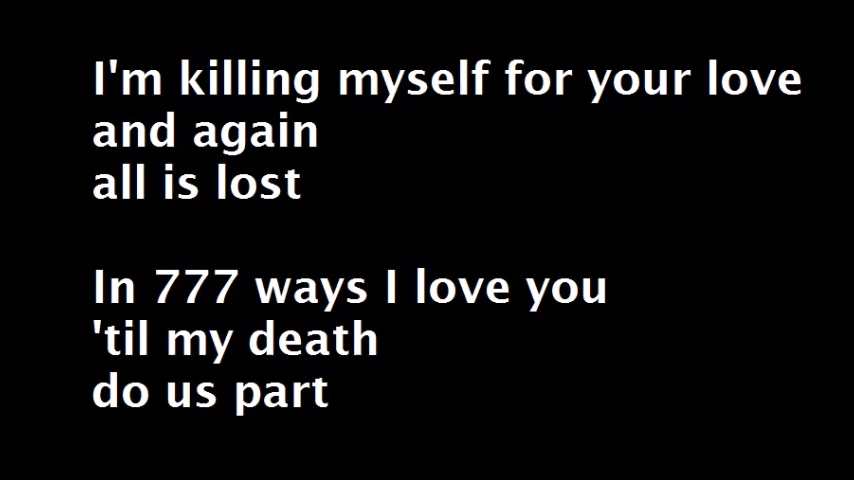 I'm killing myself for your love
and again
all is lost
In 777 ways I love you
'til my death
do us part